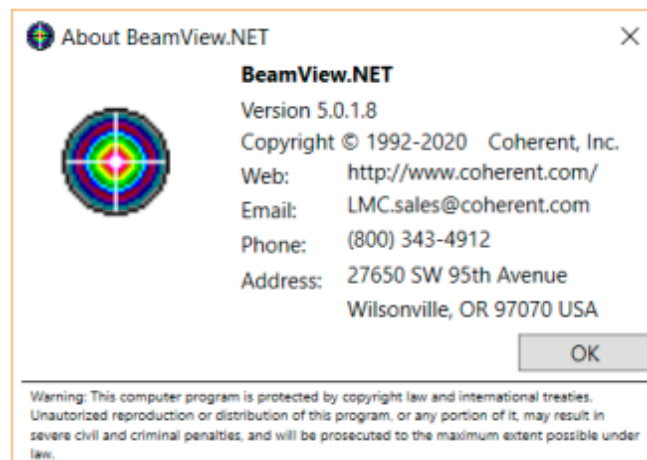 About BeamView.NET
BeamView.NET
Version 5.0.1.8
Copyright © 1992-2020 Coherent, Inc.
Web: http://www.coherent.com/
Email: LMC.sales@coherent.com
Phone: (800) 343-4912
Address: 27650 SW 95th Avenue
Wilsonville, OR 97070 USA
OK
Warning: This computer program is protected by copyright law and international treaties.
Unautorized reproduction or distribution of this program, or any portion of it, may result in
severe civil and criminal penalties, and will be prosecuted to the maximum extent possible under
law.